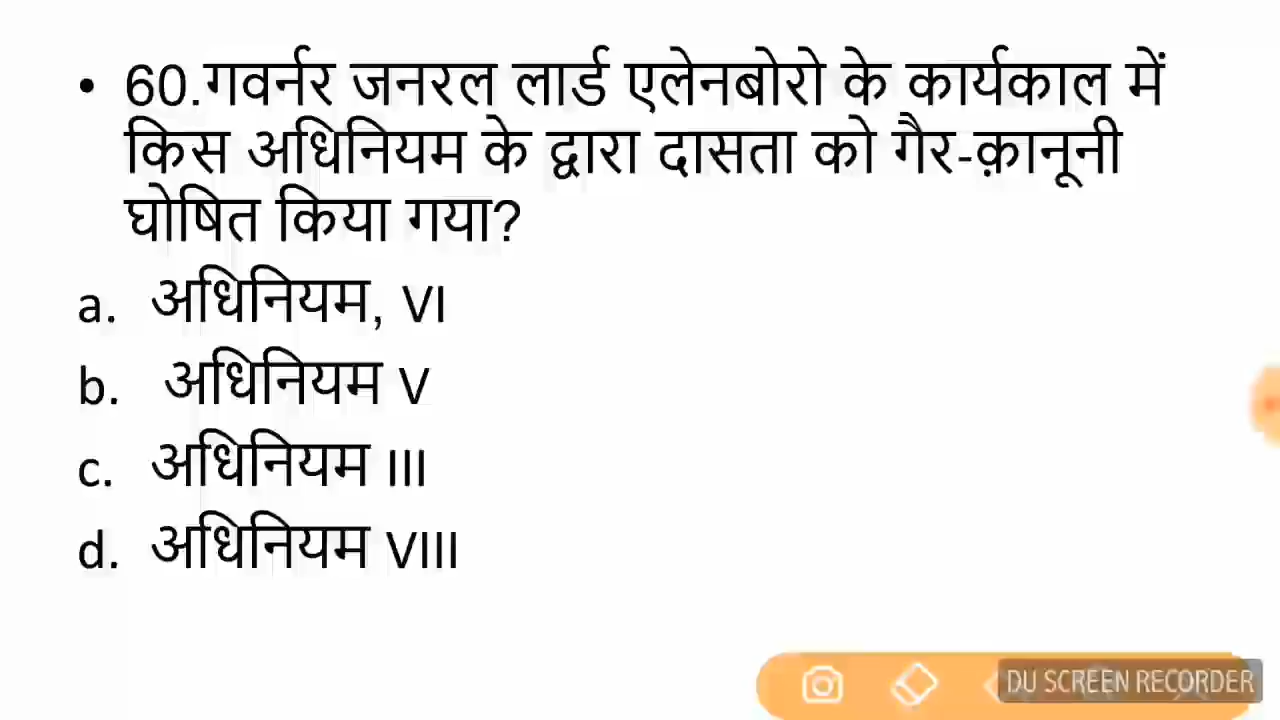 • 60.गवर्नर जनरल लार्ड एलेनबोरो के कार्यकाल में
किस अधिनियम के द्वारा दासता को गैर-क़ानूनी
घोषित किया गया?
a. अधिनियम, VI
b. अधिनियम V
c. अधिनियम III
d. अधिनियम VIII
DU SCREEN RECORDER